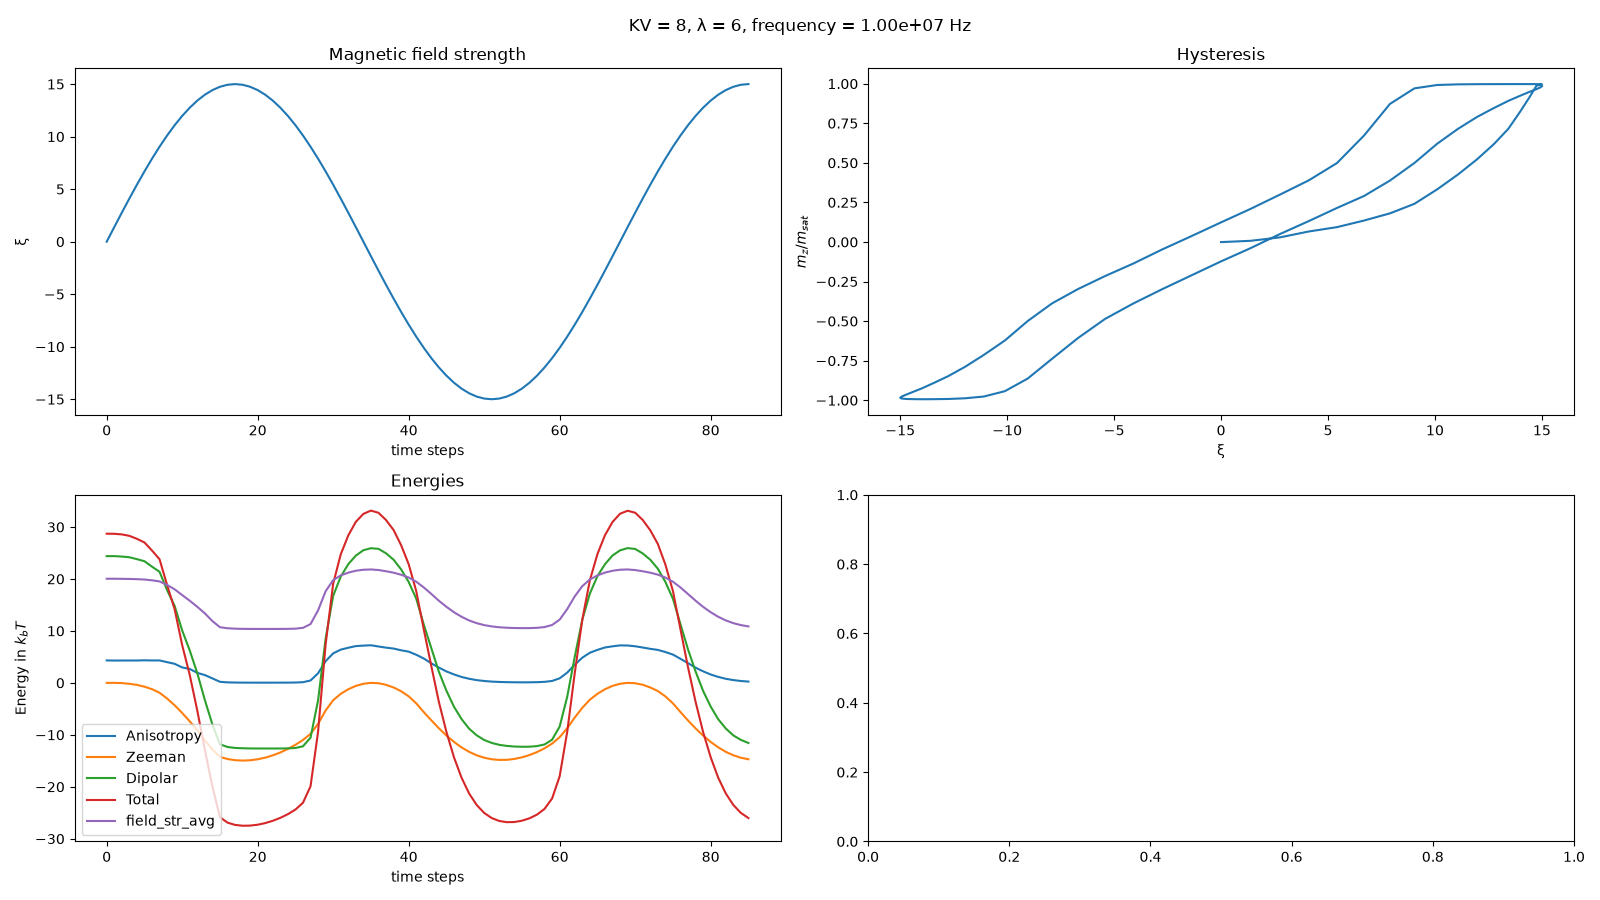 KV = 8, λ = 6, frequency = 1.00e+07 Hz
Magnetic field strength
15
10
5
0
−5
−10
−15
ξ
0 20 40 60 80
time steps
Hysteresis
1.00
0.75
0.50
0.25
0.00
−0.25
−0.50
−0.75
−1.00
m_z/m_sat
−15 −10 −5 0 5 10 15
ξ
Energies
30
20
10
0
−10
−20
−30
Energy in k_bT
Anisotropy
Zeeman
Dipolar
Total
field_str_avg
0 20 40 60 80
time steps
1.0
0.8
0.6
0.4
0.2
0.0
0.0 0.2 0.4 0.6 0.8 1.0